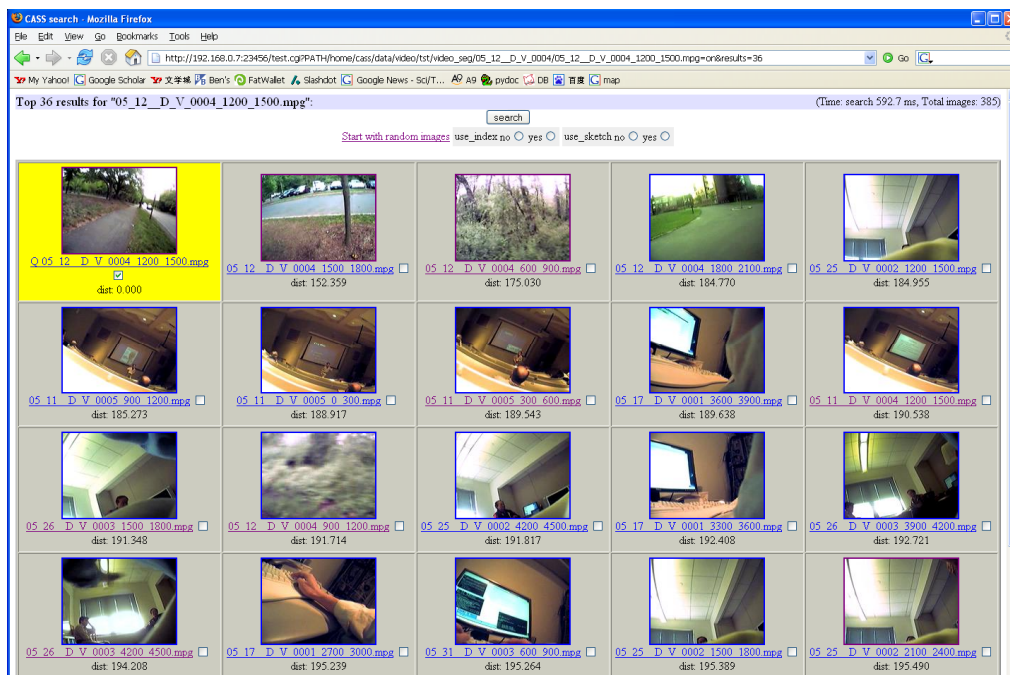 CASS search - Mozilla Firefox
File Edit View Go Bookmarks Tools Help
http://192.168.0.7:23456/test.cgi?PATH/home/cass/data/video/tst/video_seg/05_12__D_V_0004/05_12__D_V_0004_1200_1500.mpg=on&results=36 Go
My Yahoo! Google Scholar 文学城 Ben's FatWallet Slashdot Google News - Sci/T... A9 pydoc DB 百度 map
Top 36 results for "05_12__D_V_0004_1200_1500.mpg": (Time: search 592.7 ms, Total images: 385)
search
Start with random images use_index no yes use_sketch no yes
Q 05_12__D_V_0004_1200_1500.mpg
dist: 0.000
05_12__D_V_0004_1500_1800.mpg 05_12__D_V_0004_600_900.mpg 05_12__D_V_0004_1800_2100.mpg 05_25__D_V_0002_1200_1500.mpg
dist: 152.359 dist: 175.030 dist: 184.770 dist: 184.955
05_11__D_V_0005_900_1200.mpg 05_11__D_V_0005_0_300.mpg 05_11__D_V_0005_300_600.mpg 05_17__D_V_0001_3600_3900.mpg 05_11__D_V_0004_1200_1500.mpg
dist: 185.273 dist: 188.917 dist: 189.543 dist: 189.638 dist: 190.538
05_26__D_V_0003_1500_1800.mpg 05_12__D_V_0004_900_1200.mpg 05_25__D_V_0002_4200_4500.mpg 05_17__D_V_0001_3300_3600.mpg 05_26__D_V_0003_3900_4200.mpg
dist: 191.348 dist: 191.714 dist: 191.817 dist: 192.408 dist: 192.721
05_26__D_V_0003_4200_4500.mpg 05_17__D_V_0001_2700_3000.mpg 05_31__D_V_0003_600_900.mpg 05_25__D_V_0002_1500_1800.mpg 05_25__D_V_0002_2100_2400.mpg
dist: 194.208 dist: 195.239 dist: 195.264 dist: 195.389 dist: 195.490